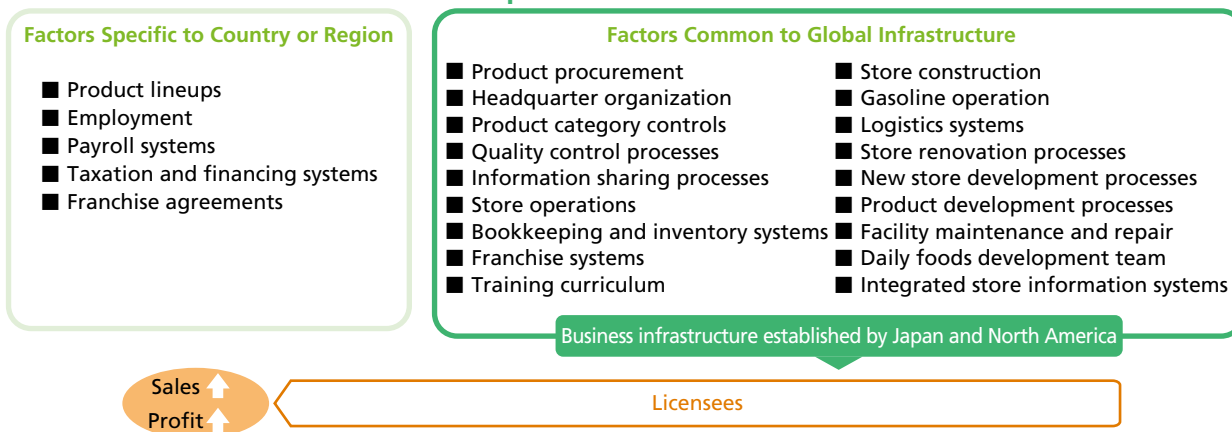 Factors Specific to Country or Region
■ Product lineups
■ Employment
■ Payroll systems
■ Taxation and financing systems
■ Franchise agreements
Factors Common to Global Infrastructure
■ Product procurement
■ Headquarter organization
■ Product category controls
■ Quality control processes
■ Information sharing processes
■ Store operations
■ Bookkeeping and inventory systems
■ Franchise systems
■ Training curriculum
■ Store construction
■ Gasoline operation
■ Logistics systems
■ Store renovation processes
■ New store development processes
■ Product development processes
■ Facility maintenance and repair
■ Daily foods development team
■ Integrated store information systems
Business infrastructure established by Japan and North America
Sales
Profit
Licensees